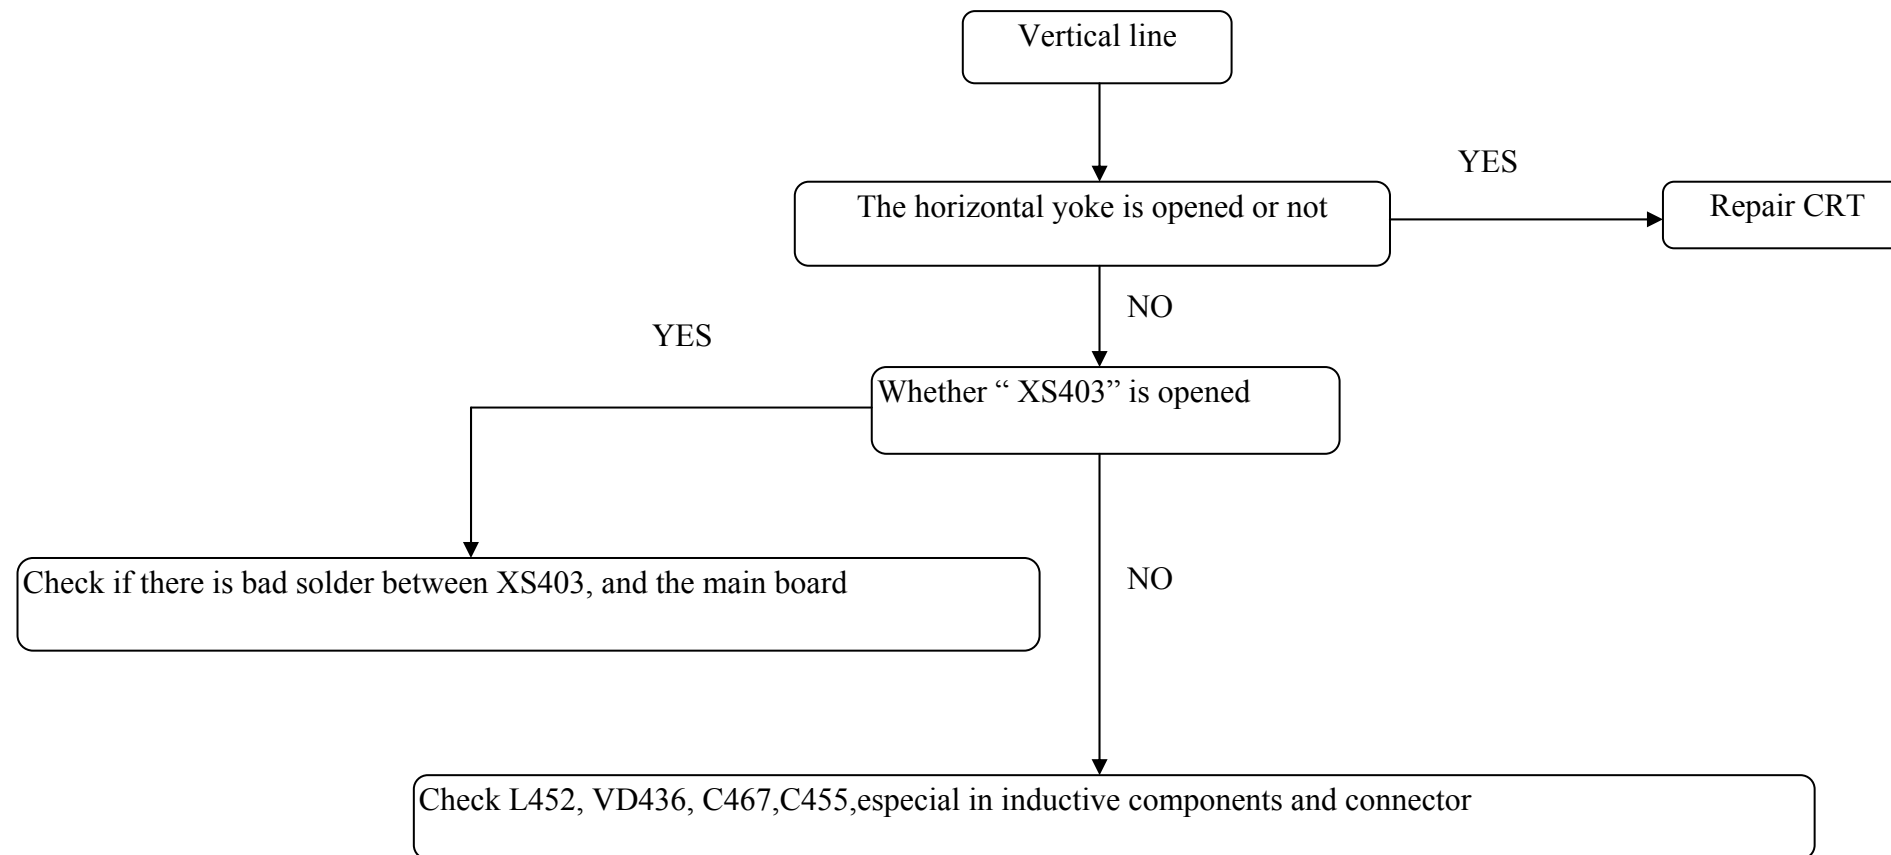 Vertical line
YES
The horizontal yoke is opened or not
Repair CRT
NO
YES
Whether “ XS403” is opened
Check if there is bad solder between XS403, and the main board
NO
Check L452, VD436, C467,C455,especial in inductive components and connector